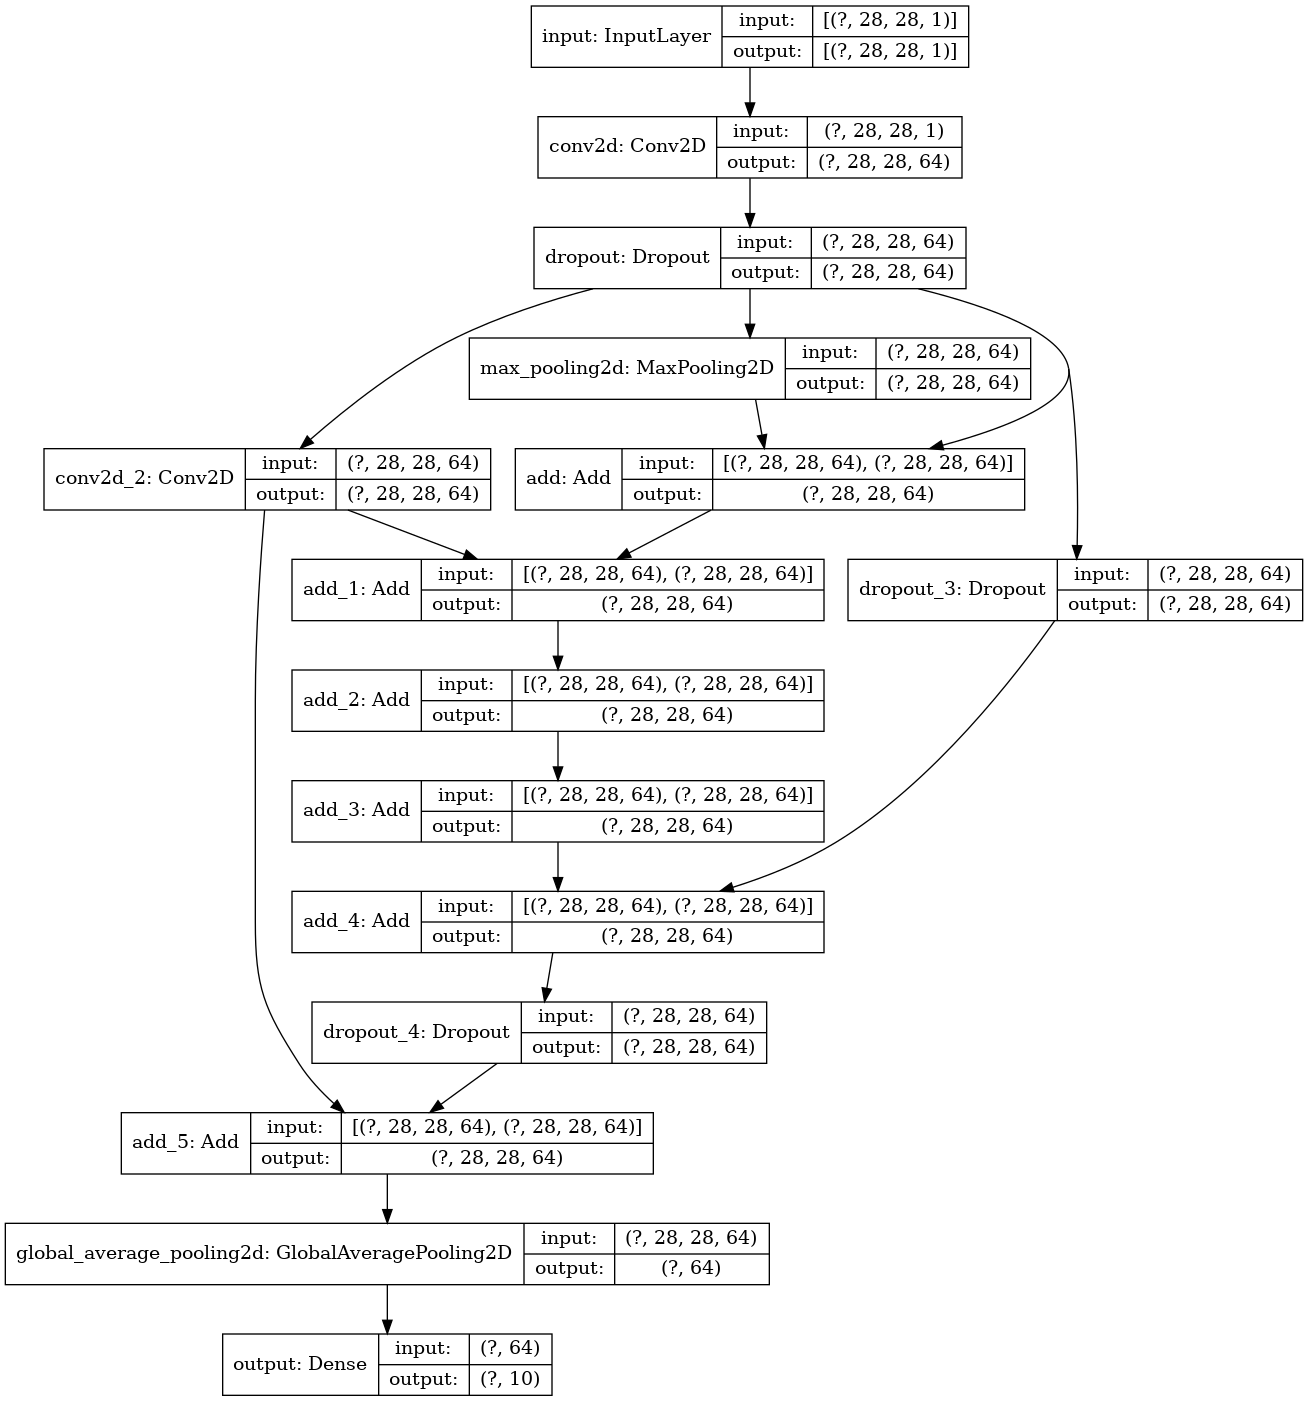 input: InputLayer
input:
[(?, 28, 28, 1)]
output:
[(?, 28, 28, 1)]
conv2d: Conv2D
input:
(?, 28, 28, 1)
output:
(?, 28, 28, 64)
dropout: Dropout
input:
(?, 28, 28, 64)
output:
(?, 28, 28, 64)
max_pooling2d: MaxPooling2D
input:
(?, 28, 28, 64)
output:
(?, 28, 28, 64)
conv2d_2: Conv2D
input:
(?, 28, 28, 64)
output:
(?, 28, 28, 64)
add: Add
input:
[(?, 28, 28, 64), (?, 28, 28, 64)]
output:
(?, 28, 28, 64)
add_1: Add
input:
[(?, 28, 28, 64), (?, 28, 28, 64)]
output:
(?, 28, 28, 64)
dropout_3: Dropout
input:
(?, 28, 28, 64)
output:
(?, 28, 28, 64)
add_2: Add
input:
[(?, 28, 28, 64), (?, 28, 28, 64)]
output:
(?, 28, 28, 64)
add_3: Add
input:
[(?, 28, 28, 64), (?, 28, 28, 64)]
output:
(?, 28, 28, 64)
add_4: Add
input:
[(?, 28, 28, 64), (?, 28, 28, 64)]
output:
(?, 28, 28, 64)
dropout_4: Dropout
input:
(?, 28, 28, 64)
output:
(?, 28, 28, 64)
add_5: Add
input:
[(?, 28, 28, 64), (?, 28, 28, 64)]
output:
(?, 28, 28, 64)
global_average_pooling2d: GlobalAveragePooling2D
input:
(?, 28, 28, 64)
output:
(?, 64)
output: Dense
input:
(?, 64)
output:
(?, 10)